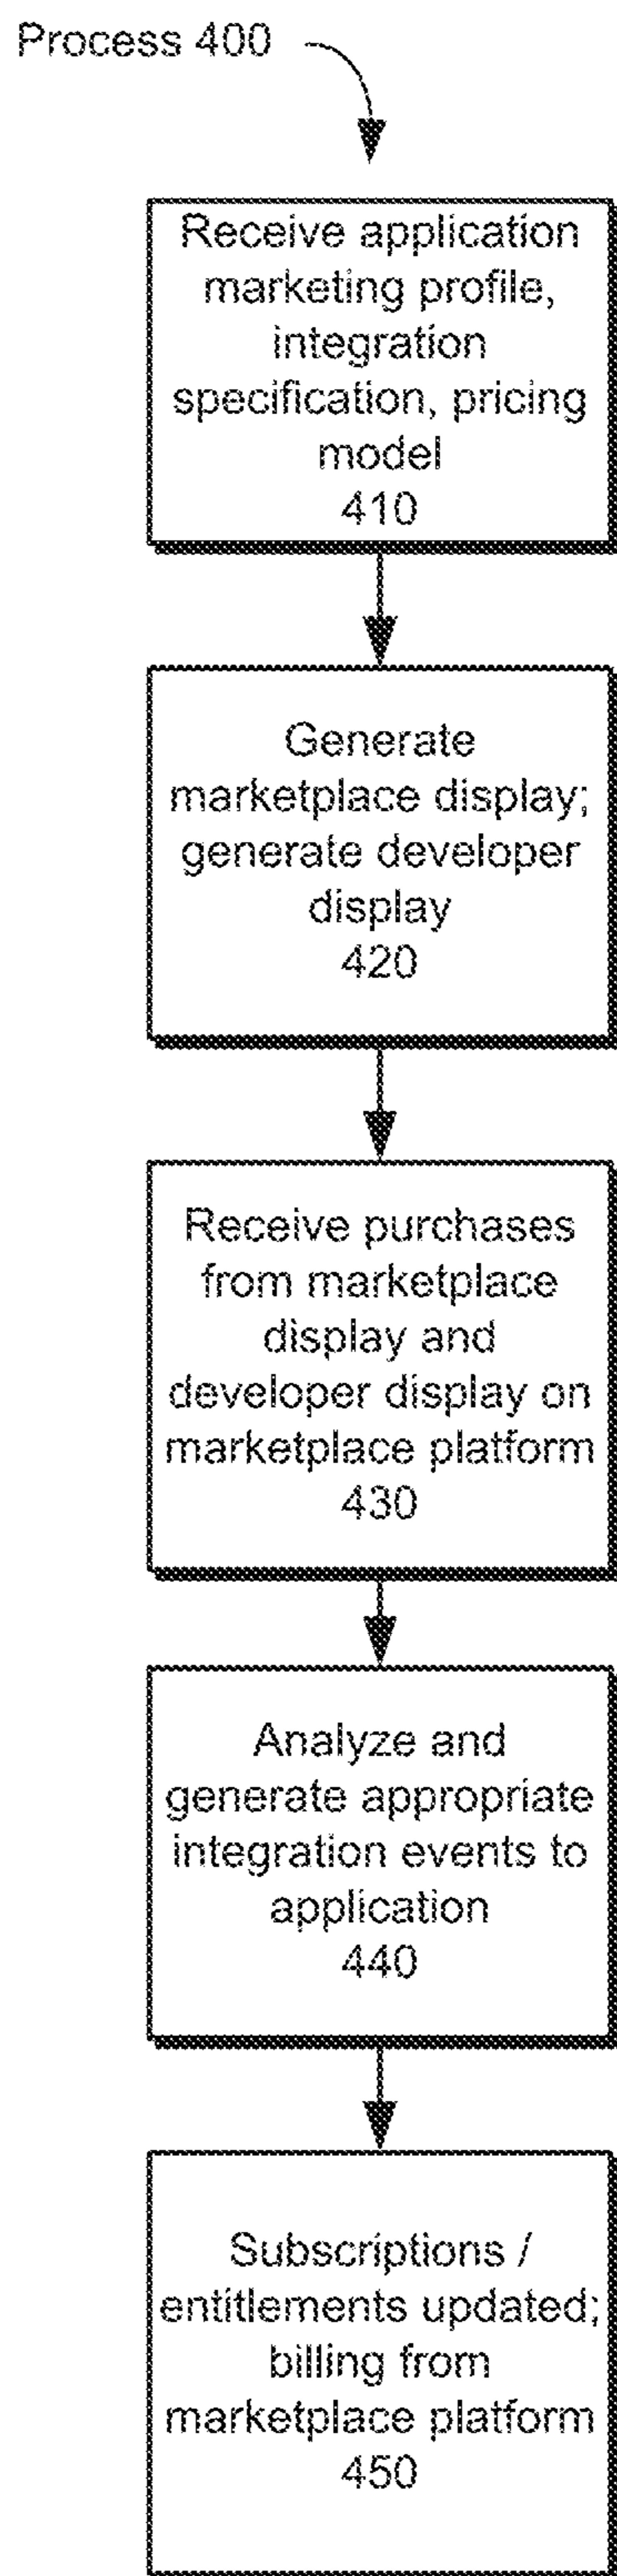 Process 400
Receive application
marketing profile,
integration
specification, pricing
model
410
Generate
marketplace display;
generate developer
display
420
Receive purchases
from marketplace
display and
developer display on
marketplace platform
430
Analyze and
generate appropriate
integration events to
application
440
Subscriptions /
entitlements updated;
billing from
marketplace platform
450